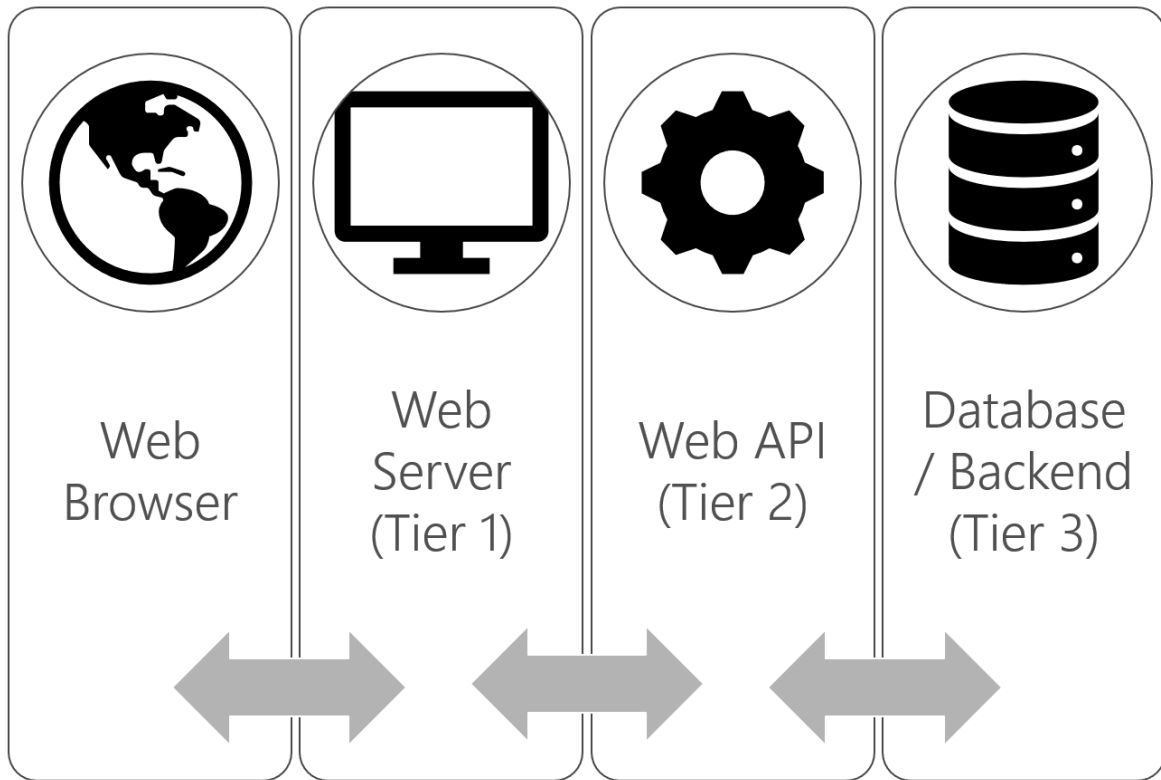 Web
Browser
Web
Server
(Tier 1)
Web API
(Tier 2)
Database
/ Backend
(Tier 3)